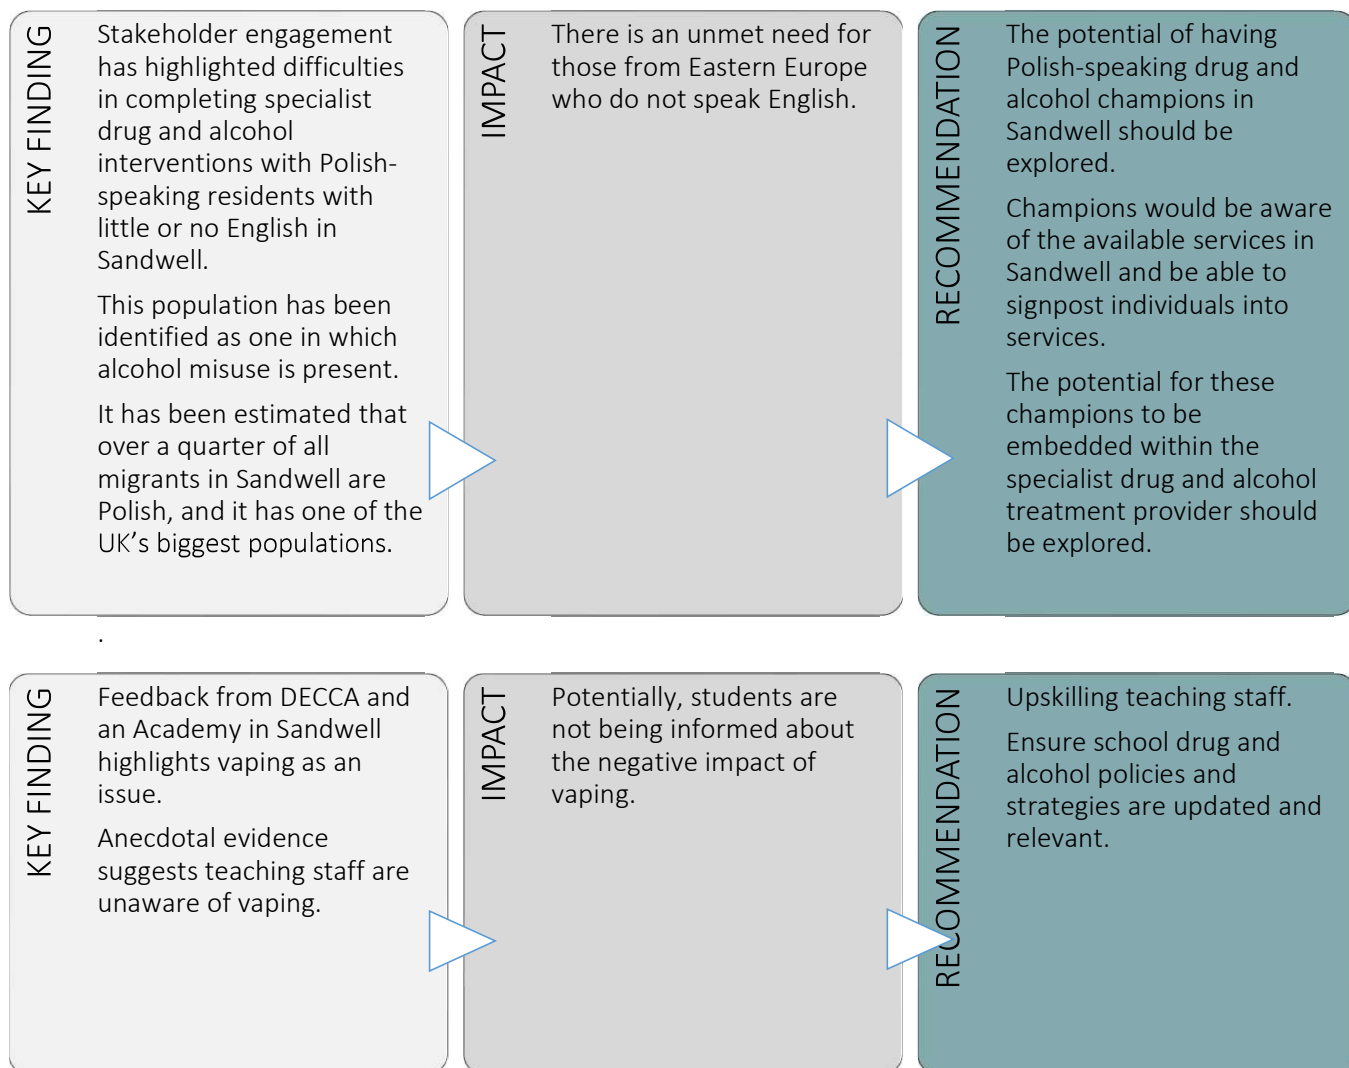 KEY FINDING
Stakeholder engagement
has highlighted difficulties
in completing specialist
drug and alcohol
interventions with Polish-
speaking residents with
little or no English in
Sandwell.
This population has been
identified as one in which
alcohol misuse is present.
It has been estimated that
over a quarter of all
migrants in Sandwell are
Polish, and it has one of the
UK’s biggest populations.
IMPACT
There is an unmet need for
those from Eastern Europe
who do not speak English.
RECOMMENDATION
The potential of having
Polish-speaking drug and
alcohol champions in
Sandwell should be
explored.
Champions would be aware
of the available services in
Sandwell and be able to
signpost individuals into
services.
The potential for these
champions to be
embedded within the
specialist drug and alcohol
treatment provider should
be explored.
.
KEY FINDING
Feedback from DECCA and
an Academy in Sandwell
highlights vaping as an
issue.
Anecdotal evidence
suggests teaching staff are
unaware of vaping.
IMPACT
Potentially, students are
not being informed about
the negative impact of
vaping.
RECOMMENDATION
Upskilling teaching staff.
Ensure school drug and
alcohol policies and
strategies are updated and
relevant.